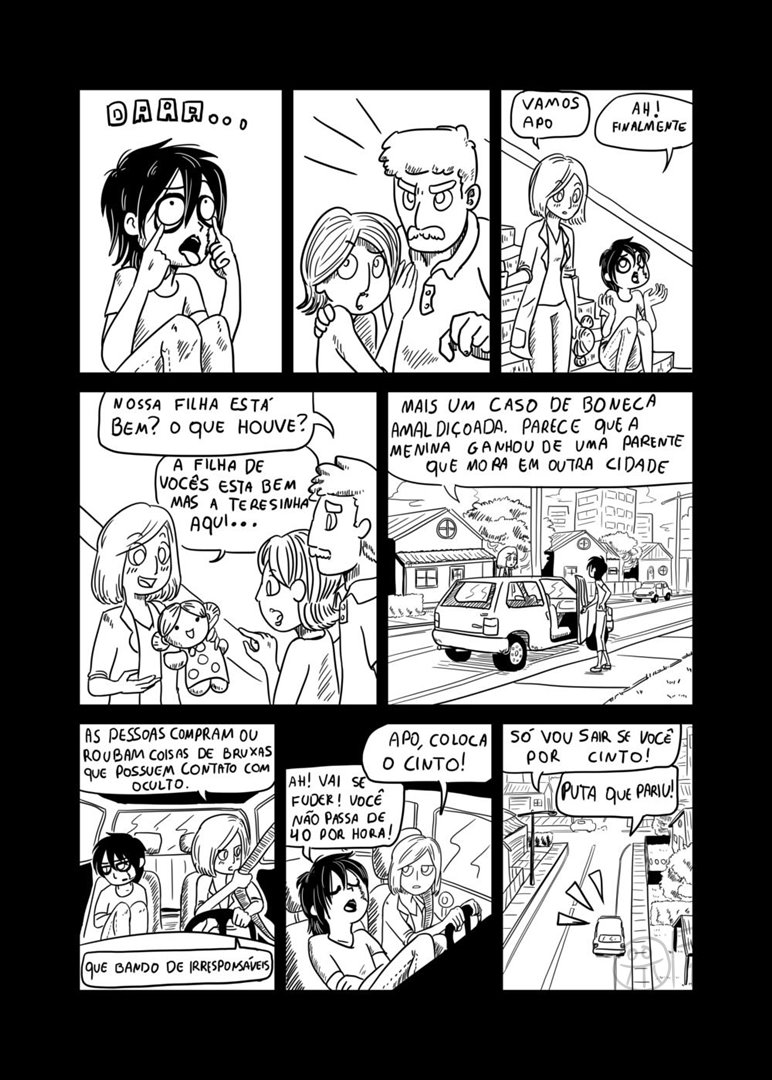 DAAA...
VAMOS
APO
AH!
FINALMENTE
NOSSA FILHA ESTÁ
BEM? O QUE HOUVE?
A FILHA DE
VOCÊS ESTA BEM
MAS A TERESINHA
AQUI...
MAIS UM CASO DE BONECA
AMALDIÇOADA. PARECE QUE A
MENINA GANHOU DE UMA PARENTE
QUE MORA EM OUTRA CIDADE
AS PESSOAS COMPRAM OU
ROUBAM COISAS DE BRUXAS
QUE POSSUEM CONTATO COM
OCULTO.
QUE BANDO DE IRRESPONSÁVEIS
APO, COLOCA
O CINTO!
AH! VAI SE
FUDER! VOCÊ
NÃO PASSA DE
40 POR HORA!
SÓ VOU SAIR SE VOCÊ
POR CINTO!
PUTA QUE PARIU!